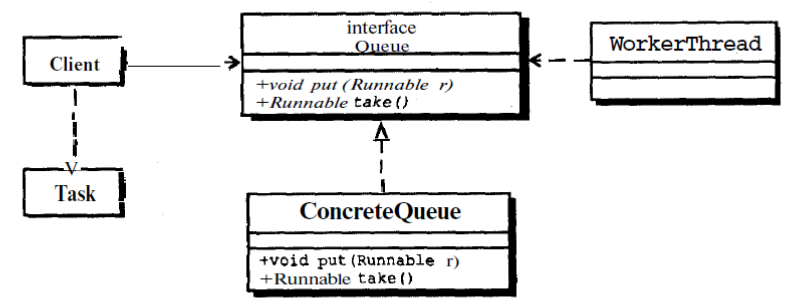 interface
Queue
+void put (Runnable r)
+Runnable take()
Client
WorkerThread
Task
ConcreteQueue
+void put(Runnable r)
+Runnable take()